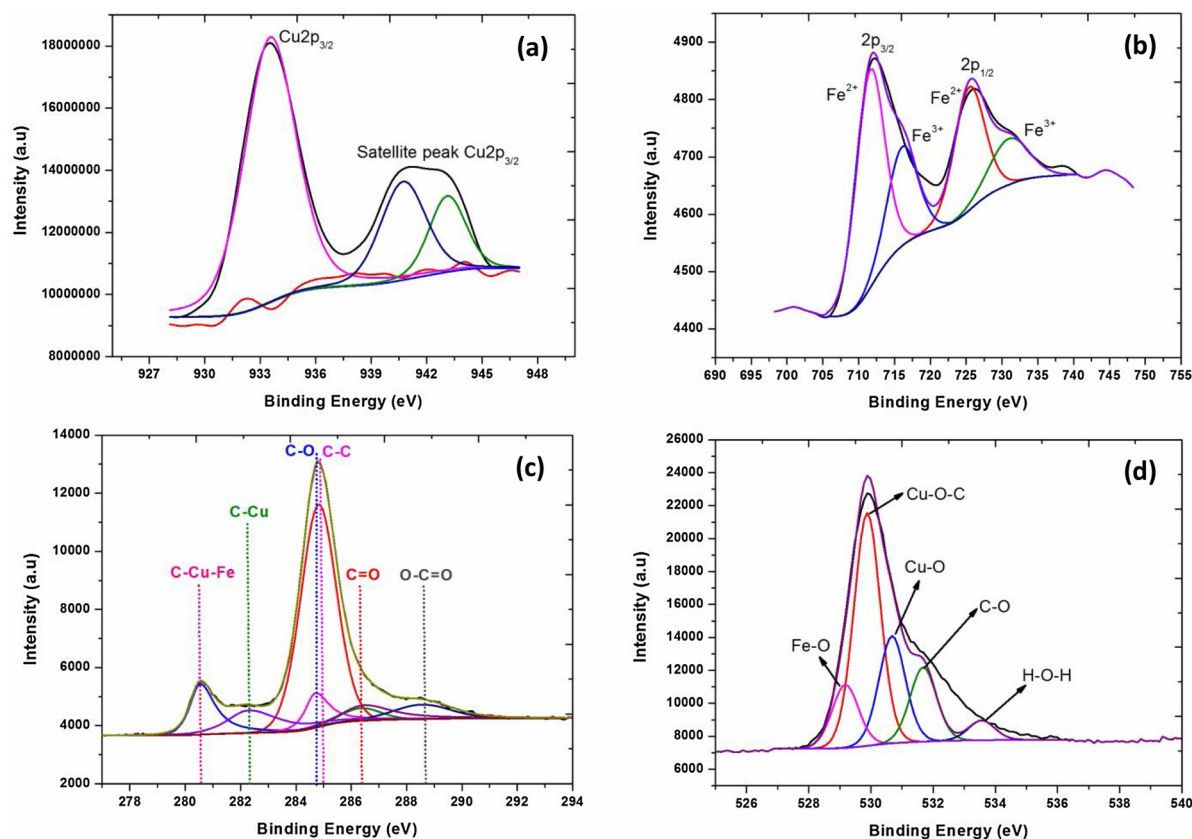 (a)
Cu2p3/2
Satellite peak Cu2p3/2
18000000
16000000
14000000
12000000
10000000
8000000
Intensity (a.u)
927 930 933 936 939 942 945 948
Binding Energy (eV)
(b)
2p3/2
2p1/2
Fe2+
Fe3+
Fe2+
Fe3+
4900
4800
4700
4600
4500
4400
Intensity (a.u)
690 695 700 705 710 715 720 725 730 735 740 745 750 755
Binding Energy (eV)
(c)
C-O
C-C
C-Cu
C-Cu-Fe
C=O
O-C=O
14000
12000
10000
8000
6000
4000
2000
Intensity (a.u)
278 280 282 284 286 288 290 292 294
Binding Energy (eV)
(d)
Cu-O-C
Cu-O
C-O
Fe-O
H-O-H
26000
24000
22000
20000
18000
16000
14000
12000
10000
8000
6000
Intensity (a.u)
526 528 530 532 534 536 538 540
Binding Energy (eV)